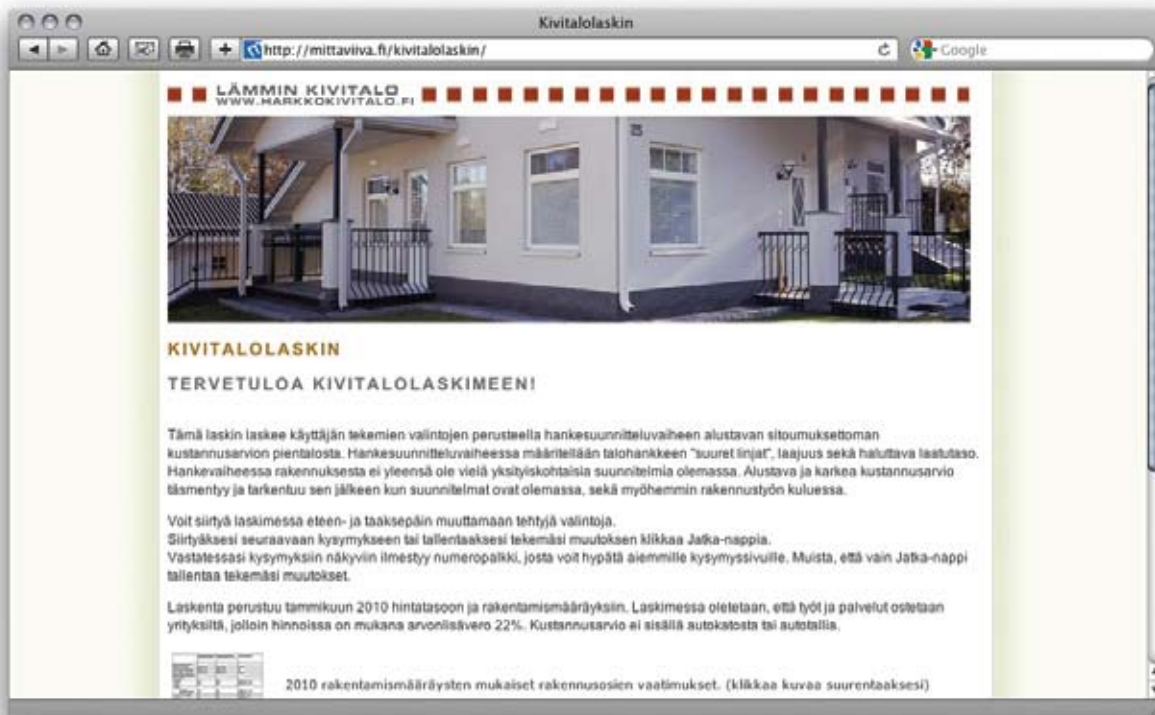 Kivitalolaskin
http://mittaviiva.fi/kivitalolaskin/
Google
LÄMMIN KIVITALO
WWW.HARKKOKIVITALO.FI
KIVITALOLASKIN
TERVETULOA KIVITALOLASKIMEEN!
Tämä laskin laskee käyttäjän tekemien valintojen perusteella hankesuunnitteluvaiheen alustavan sitoumuksettoman
kustannusarvion pientalosta. Hankesuunnitteluvaiheessa määritellään talohankkeen "suuret linjat", laajuus sekä haluttava laatutaso.
Hankevaiheessa rakennuksesta ei yleensä ole vielä yksityiskohtaisia suunnitelmia olemassa. Alustava ja karkea kustannusarvio
täsmentyy ja tarkentuu sen jälkeen kun suunnitelmat ovat olemassa, sekä myöhemmin rakennustyön kuluessa.
Voit siirtyä laskimessa eteen- ja taaksepäin muuttamaan tehtyjä valintoja.
Siirtyäksesi seuraavaan kysymykseen tai tallentaaksesi tekemäsi muutoksen klikkaa Jatka-nappia.
Vastatessasi kysymyksiin näkyviin ilmestyy numeropalkki, josta voit hypätä aiemmille kysymyssivuille. Muista, että vain Jatka-nappi
tallentaa tekemäsi muutokset.
Laskenta perustuu tammikuun 2010 hintatasoon ja rakentamismääräyksiin. Laskimessa oletetaan, että työt ja palvelut ostetaan
yrityksiltä, jolloin hinnoissa on mukana arvonlisävero 22%. Kustannusarvio ei sisällä autokatosta tai autotallia.
2010 rakentamismääräysten mukaiset rakennusosien vaatimukset. (klikkaa kuvaa suurentaaksesi)